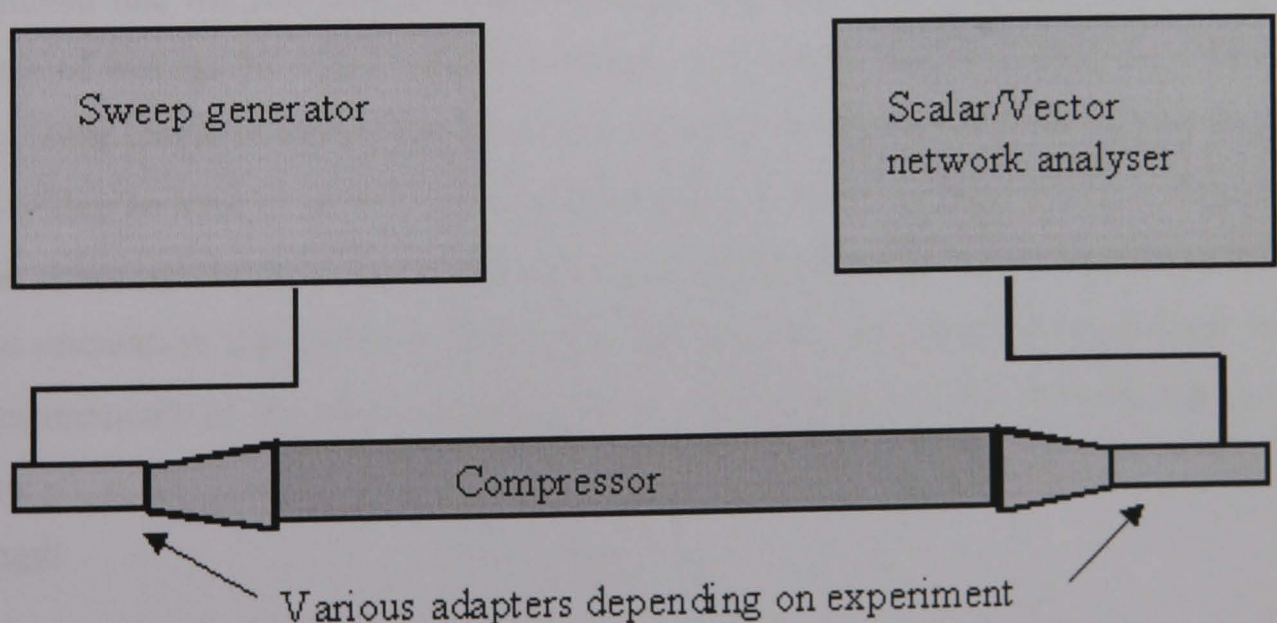 Sweep generator
Scalar/Vector
network analyser
Compressor
Various adapters depending on experiment